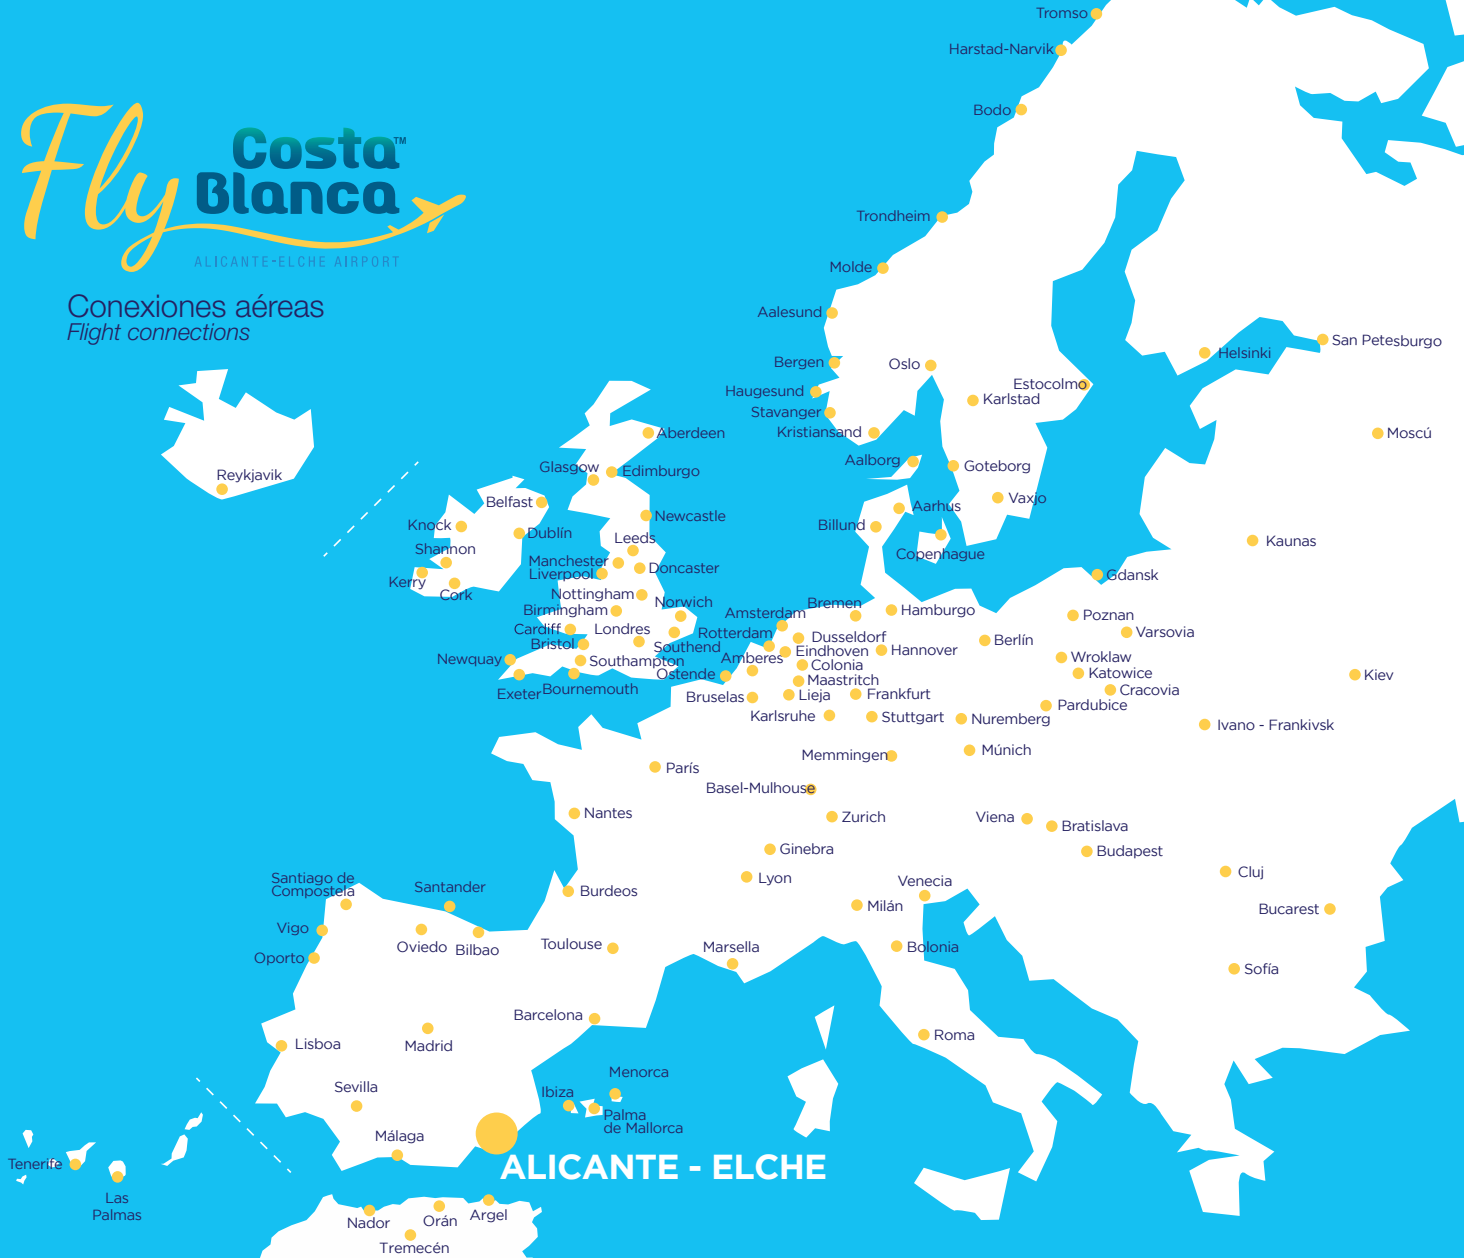 Tromso
Harstad-Narvik
Bodo
Fly
Costa
Blanca
TM
ALICANTE-ELCHE AIRPORT
Conexiones aéreas
Flight connections
Trondheim
Molde
Aalesund
Bergen
Oslo
Haugesund
Stavanger
Kristiansand
Estocolmo
Karlstad
Helsinki
San Petesburgo
Moscú
Aalborg
Goteborg
Vaxjo
Aarhus
Billund
Copenhague
Kaunas
Gdansk
Reykjavik
Aberdeen
Glasgow
Edimburgo
Belfast
Newcastle
Knock
Dublín
Shannon
Leeds
Manchester
Liverpool
Doncaster
Kerry
Cork
Nottingham
Norwich
Birmingham
Cardiff
Londres
Bristol
Southend
Newquay
Southampton
Exeter
Bournemouth
Amsterdam
Bremen
Hamburgo
Rotterdam
Dusseldorf
Eindhoven
Hannover
Berlín
Poznan
Varsovia
Amberes
Colonia
Wroklaw
Ostende
Maastritch
Katowice
Kiev
Bruselas
Lieja
Frankfurt
Cracovia
Pardubice
Karlsruhe
Stuttgart
Nuremberg
Ivano - Frankivsk
Memmingen
Múnich
París
Basel-Mulhouse
Nantes
Zurich
Viena
Bratislava
Ginebra
Budapest
Lyon
Venecia
Cluj
Burdeos
Milán
Bucarest
Santiago de
Compostela
Santander
Vigo
Oviedo
Bilbao
Toulouse
Marsella
Bolonia
Oporto
Sofía
Barcelona
Roma
Lisboa
Madrid
Sevilla
Ibiza
Menorca
Palma
de Mallorca
Málaga
ALICANTE - ELCHE
Tenerife
Las
Palmas
Nador
Orán
Argel
Tremecén